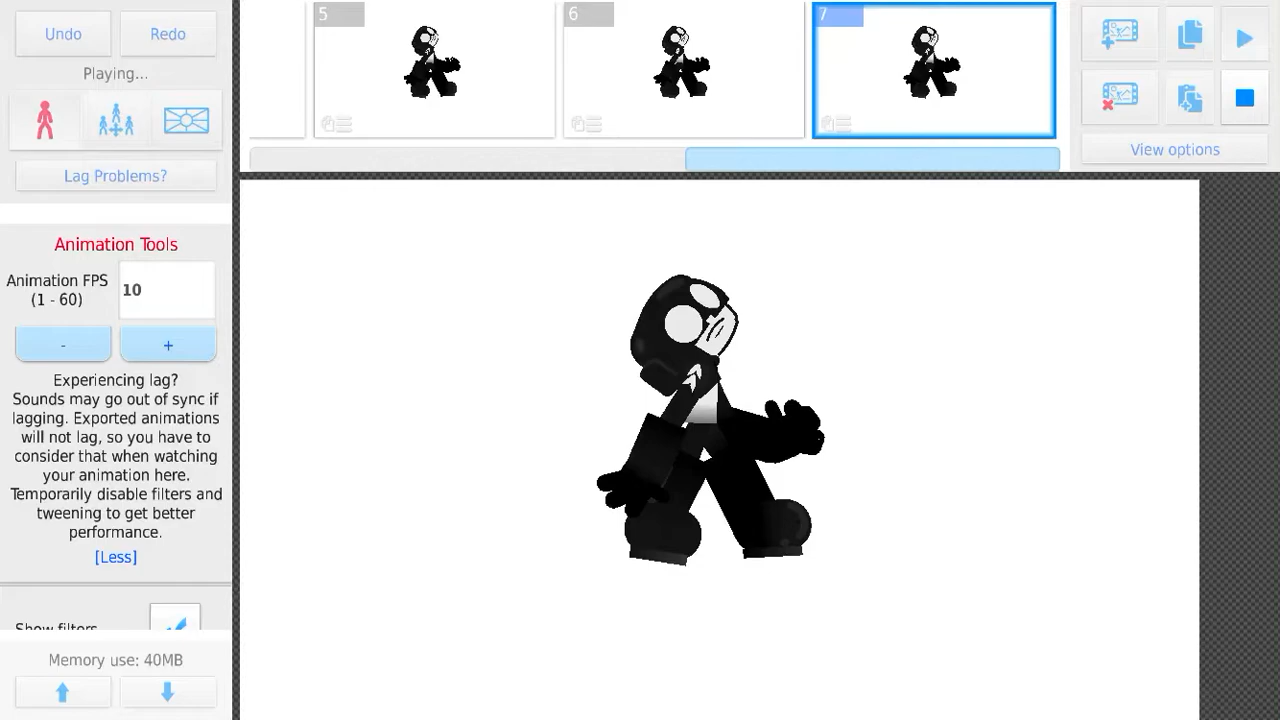 Undo
Redo
Playing...
Lag Problems?
5
6
7
View options
Animation Tools
Animation FPS
(1 - 60)
10
-
+
Experiencing lag?
Sounds may go out of sync if
lagging. Exported animations
will not lag, so you have to
consider that when watching
your animation here.
Temporarily disable filters and
tweening to get better
performance.
[Less]
Show filters
Memory use: 40MB